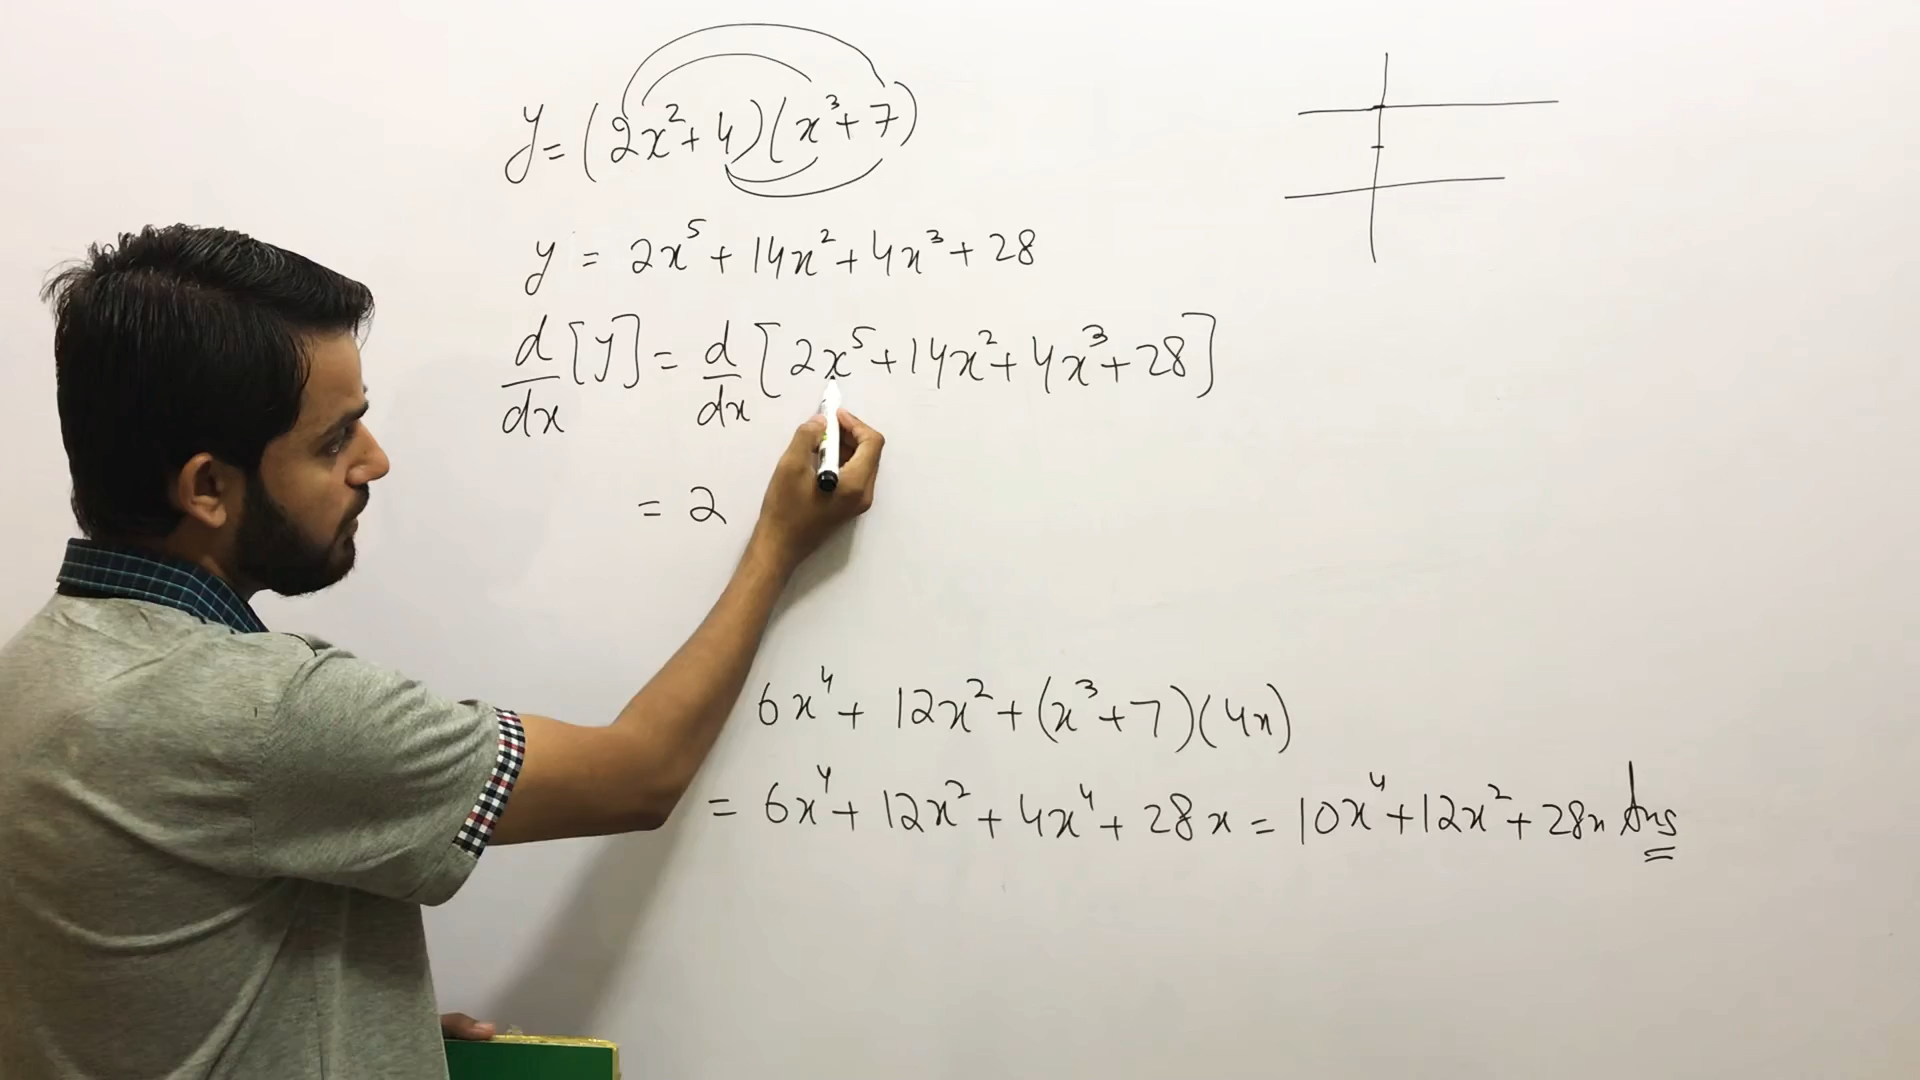 y = (2x² + 4)(x³ + 7)
y = 2x⁵ + 14x² + 4x³ + 28
d/dx [y] = d/dx [2x⁵ + 14x² + 4x³ + 28]
= 2
6x⁴ + 12x² + (x³ + 7)(4x)
= 6x⁴ + 12x² + 4x⁴ + 28x = 10x⁴ + 12x² + 28x Ans